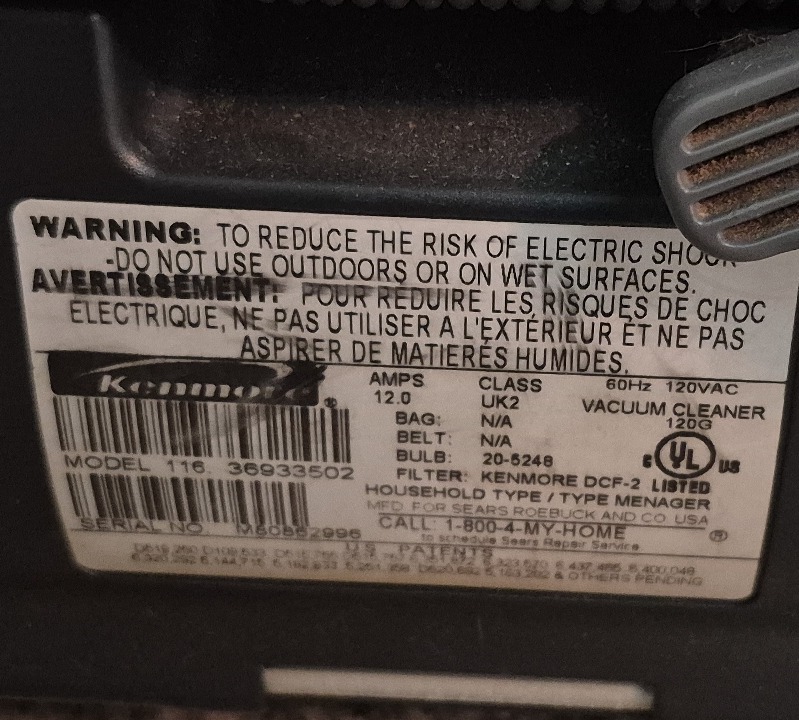 WARNING: TO REDUCE THE RISK OF ELECTRIC SHOCK
-DO NOT USE OUTDOORS OR ON WET SURFACES.
AVERTISSEMENT: POUR REDUIRE LES RISQUES DE CHOC
ELECTRIQUE, NE PAS UTILISER A L'EXTÉRIEUR ET NE PAS
ASPIRER DE MATIERES HUMIDES.
Kenmore ®
AMPS CLASS 60Hz 120VAC
12.0 UK2 VACUUM CLEANER
120G
BAG: N/A
BELT: N/A
BULB: 20-5248
C UL US
FILTER: KENMORE DCF-2 LISTED
MODEL 116. 36933502
HOUSEHOLD TYPE / TYPE MENAGER
MFD FOR SEARS ROEBUCK AND CO. USA
SERIAL NO.
CALL: 1-800-4-MY-HOME ®
to schedule Sears Repair Service
U.S. PATENTS
& OTHERS PENDING